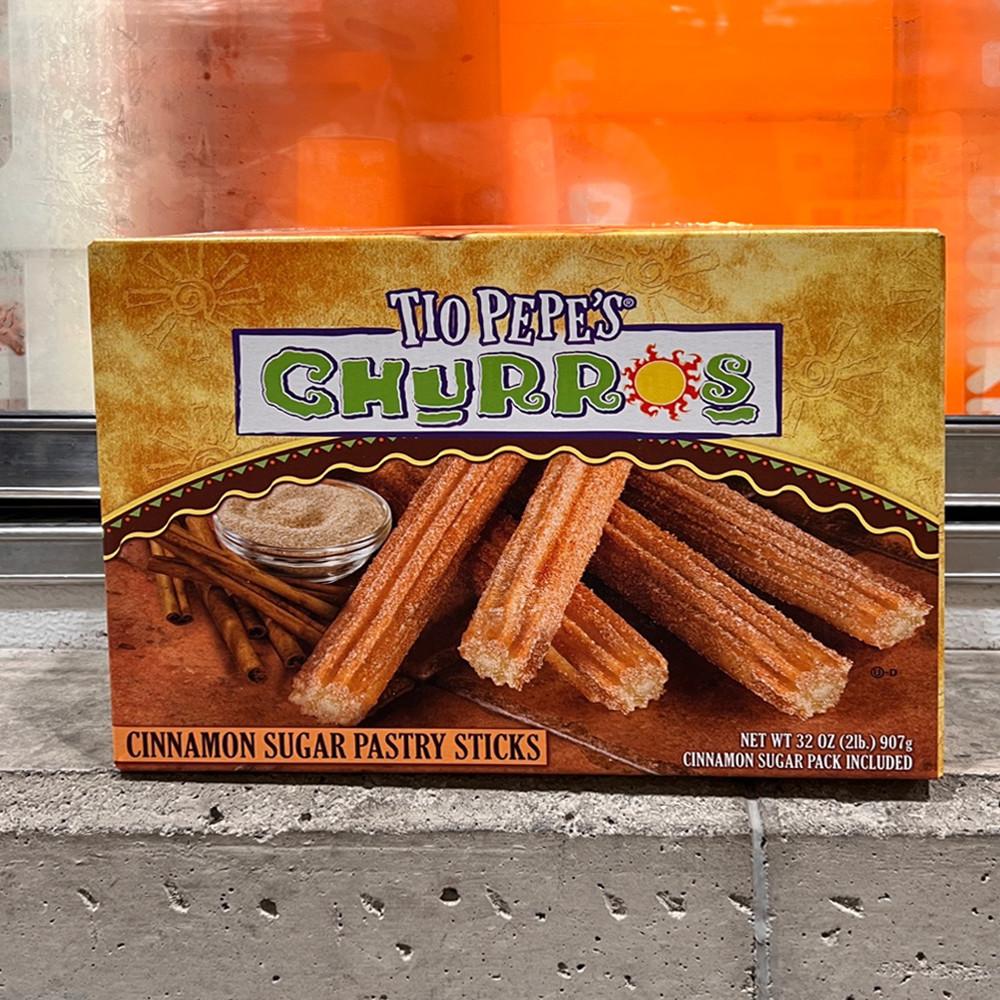 TIO PEPE'S®
CHURROS
Ⓤ-D
CINNAMON SUGAR PASTRY STICKS
NET WT 32 OZ (2lb.) 907g
CINNAMON SUGAR PACK INCLUDED